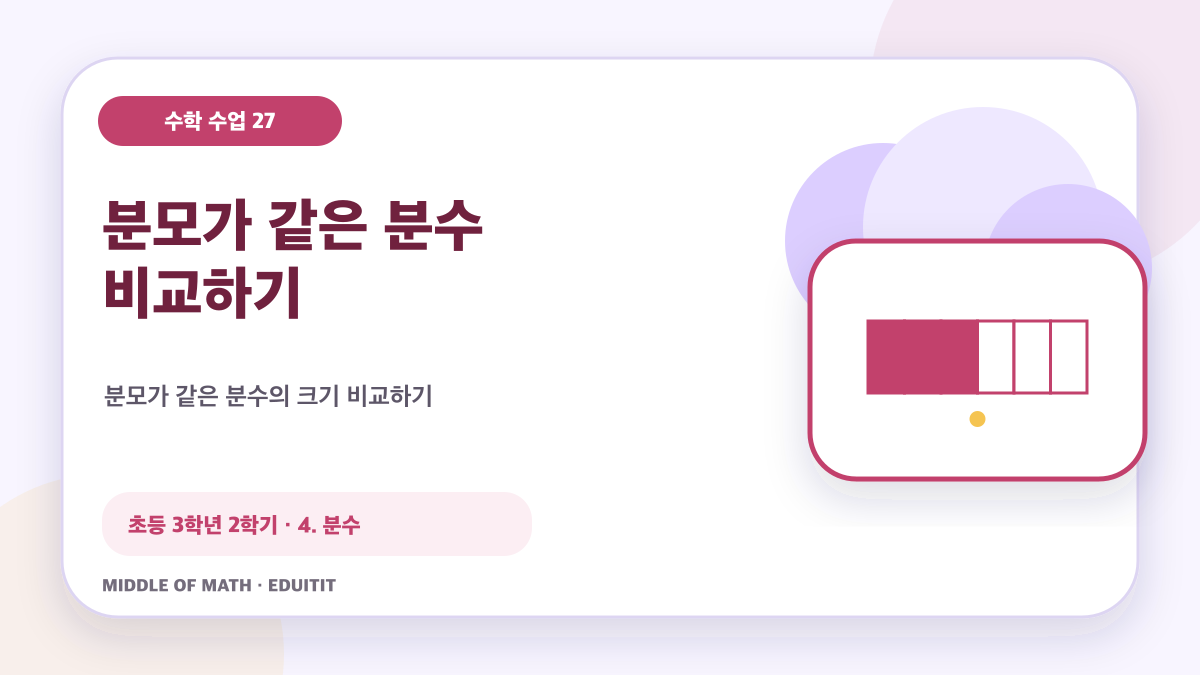 수학 수업 27
분모가 같은 분수
비교하기
분모가 같은 분수의 크기 비교하기
초등 3학년 2학기 · 4. 분수
MIDDLE OF MATH · EDUITIT